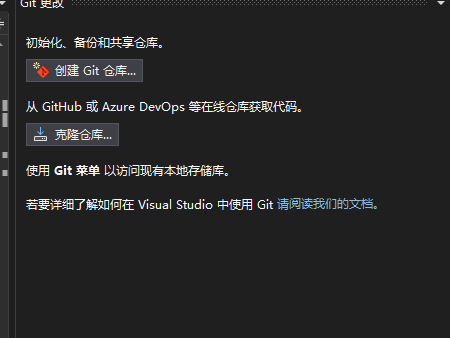 Git 更改
初始化、备份和共享仓库。
创建 Git 仓库...
从 GitHub 或 Azure DevOps 等在线仓库获取代码。
克隆仓库...
使用 Git 菜单 以访问现有本地存储库。
若要详细了解如何在 Visual Studio 中使用 Git 请阅读我们的文档。